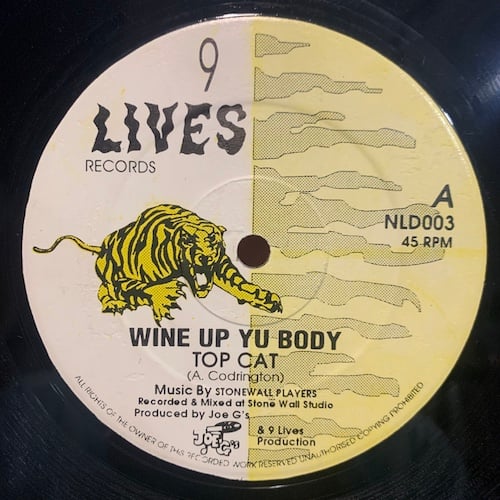 9
LIVES
RECORDS
A
NLD003
45 RPM
WINE UP YU BODY
TOP CAT
(A. Codrington)
Music By STONEWALL PLAYERS
Recorded & Mixed at Stone Wall Studio
Produced by Joe G's
& 9 Lives
Production
JOE G's
ALL RIGHTS OF THE OWNER OF THIS RECORDED WORK RESERVED UNAUTHORISED COPYING PROHIBITED